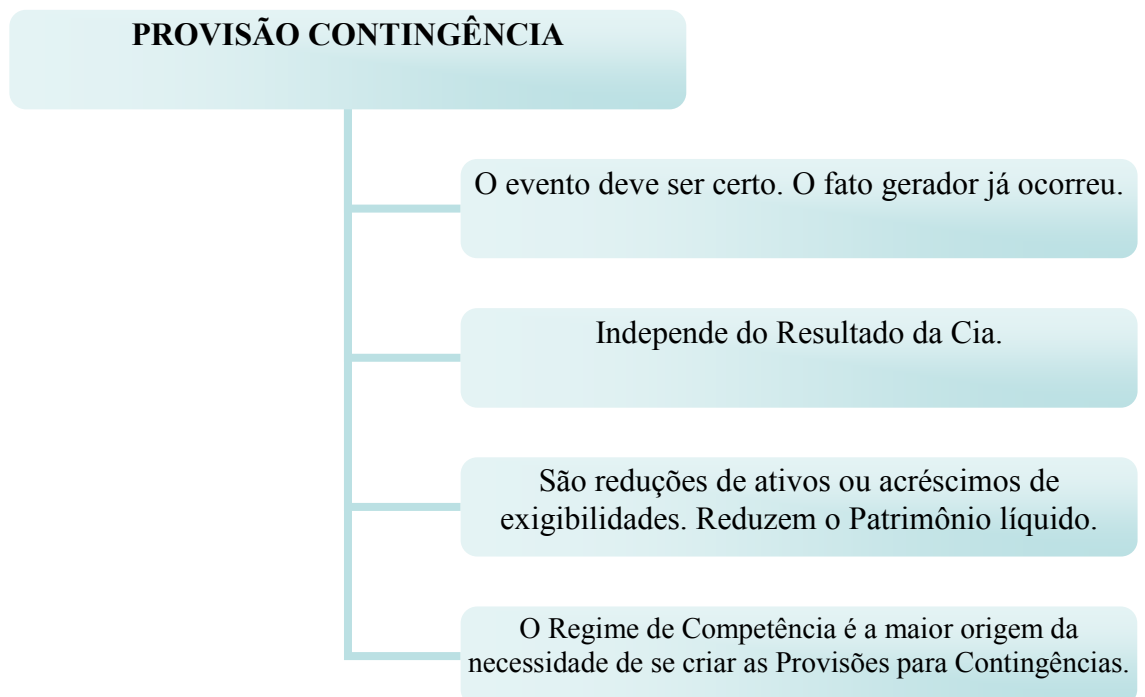 PROVISÃO CONTINGÊNCIA
O evento deve ser certo. O fato gerador já ocorreu.
Independe do Resultado da Cia.
São reduções de ativos ou acréscimos de
exigibilidades. Reduzem o Patrimônio líquido.
O Regime de Competência é a maior origem da
necessidade de se criar as Provisões para Contingências.